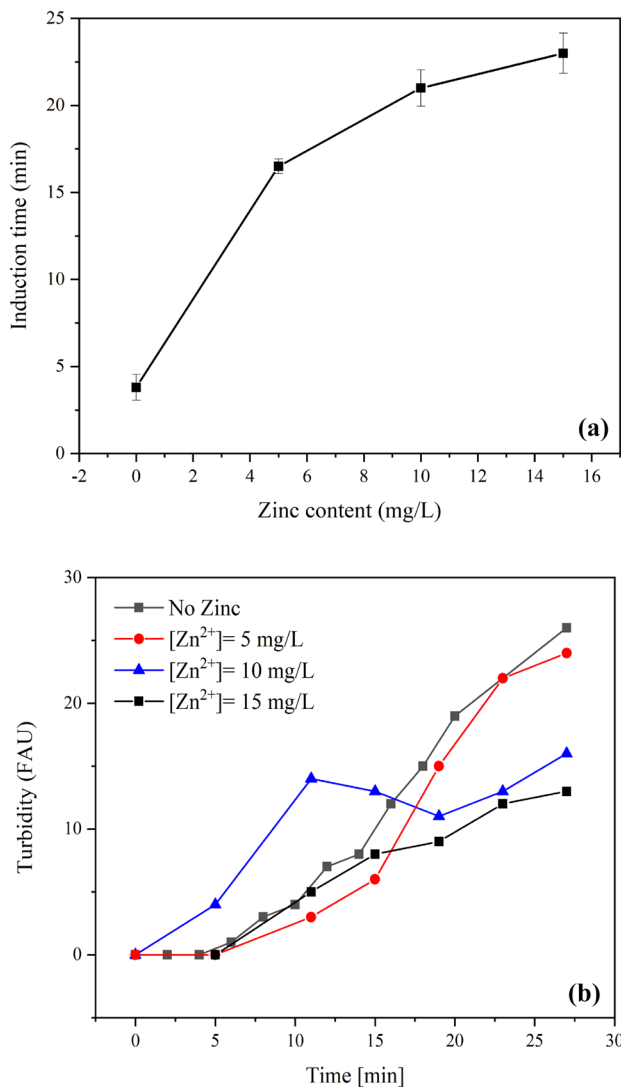 25
20
15
10
5
0
Induction time (min)
(a)
-2 0 2 4 6 8 10 12 14 16
Zinc content (mg/L)
30
20
10
0
Turbidity (FAU)
No Zinc
[Zn²⁺]= 5 mg/L
[Zn²⁺]= 10 mg/L
[Zn²⁺]= 15 mg/L
(b)
0 5 10 15 20 25 30
Time [min]